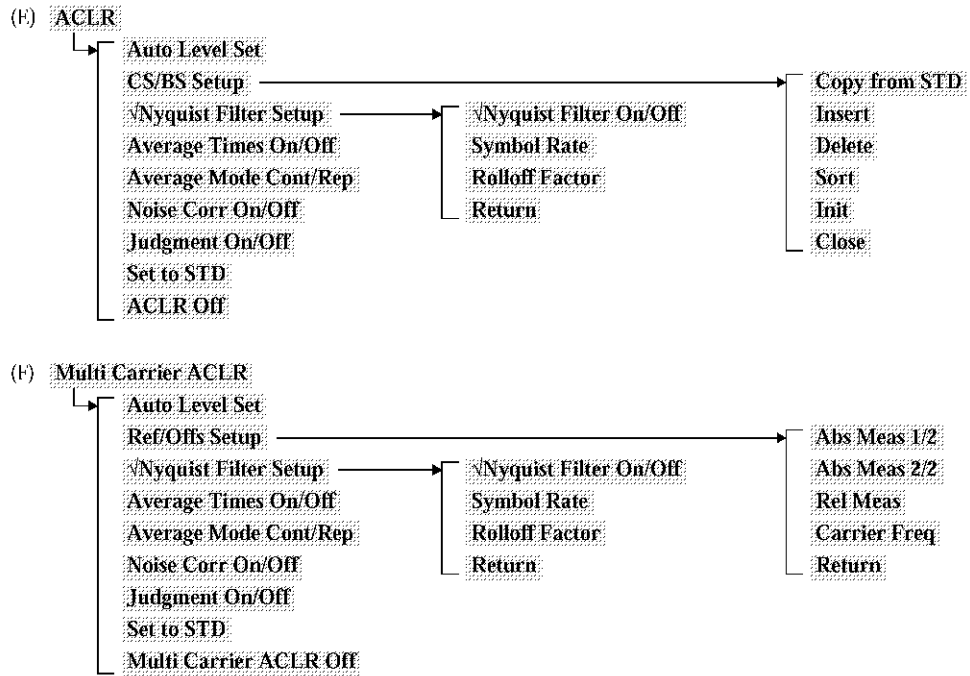 (E) ACLR
Auto Level Set
CS/BS Setup
Copy from STD
√Nyquist Filter Setup
√Nyquist Filter On/Off
Insert
Average Times On/Off
Symbol Rate
Delete
Average Mode Cont/Rep
Rolloff Factor
Sort
Noise Corr On/Off
Return
Init
Judgment On/Off
Close
Set to STD
ACLR Off
(F) Multi Carrier ACLR
Auto Level Set
Ref/Offs Setup
Abs Meas 1/2
√Nyquist Filter Setup
√Nyquist Filter On/Off
Abs Meas 2/2
Average Times On/Off
Symbol Rate
Rel Meas
Average Mode Cont/Rep
Rolloff Factor
Carrier Freq
Noise Corr On/Off
Return
Return
Judgment On/Off
Set to STD
Multi Carrier ACLR Off